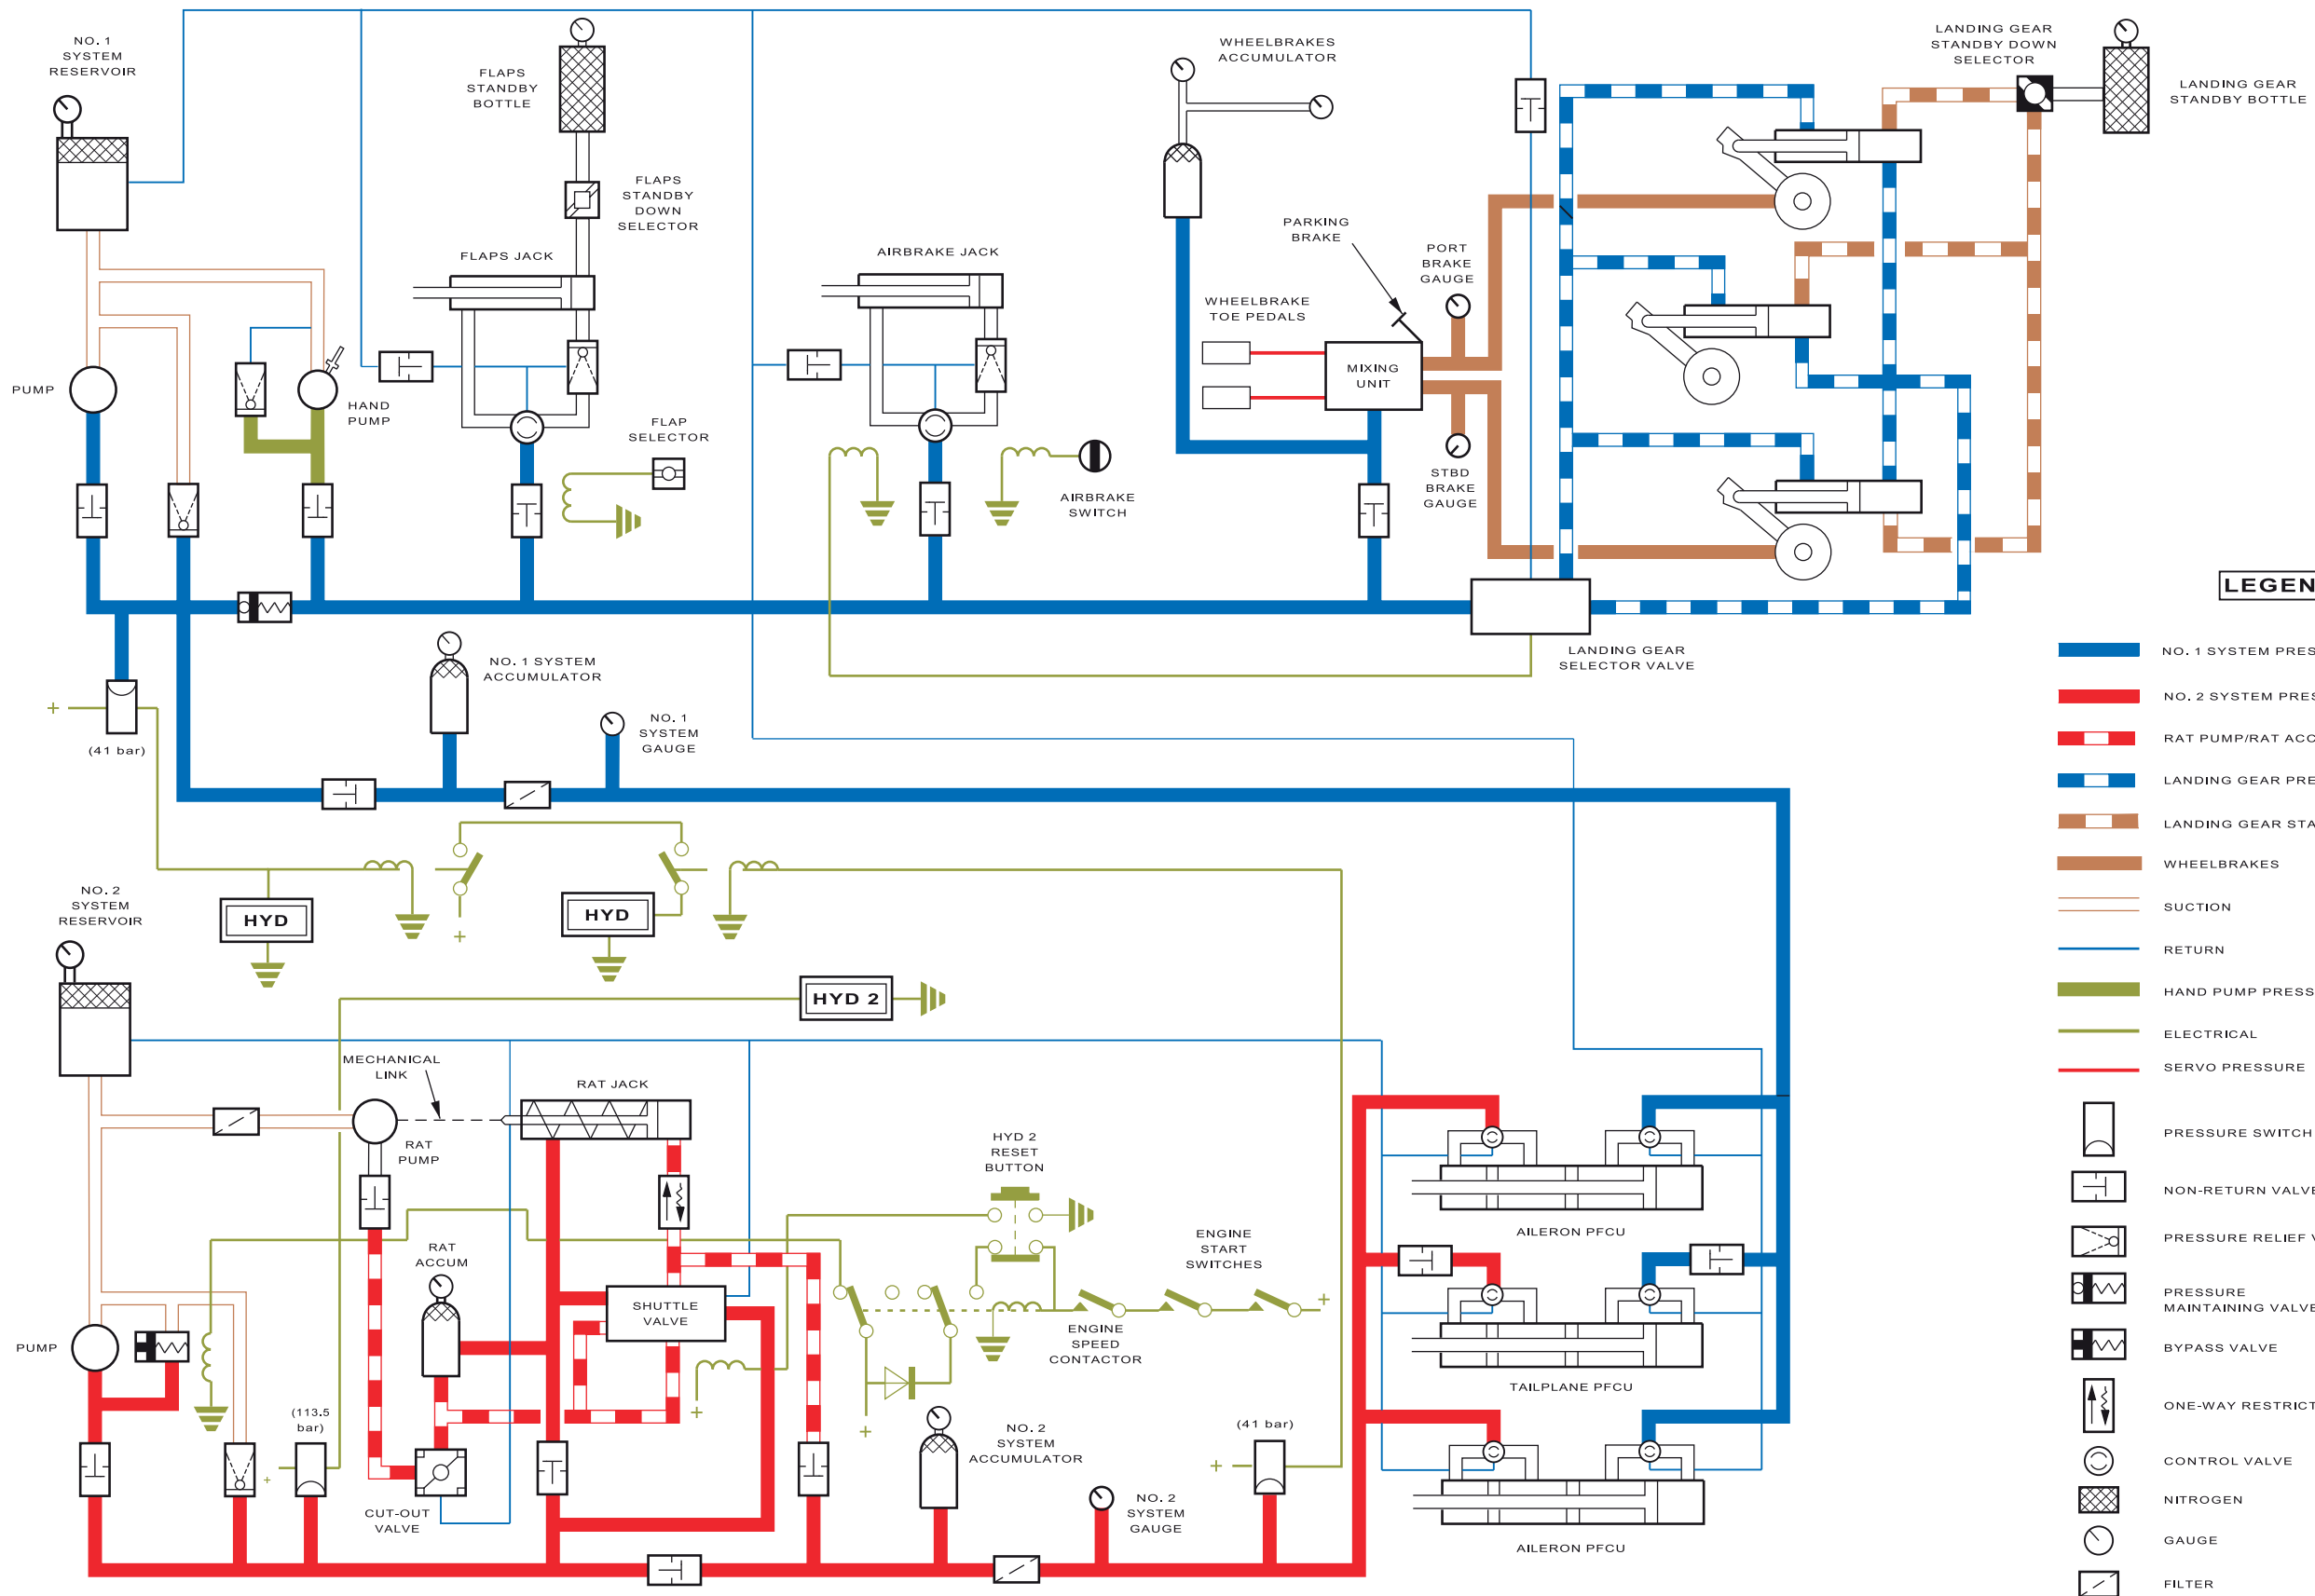 NO. 1
SYSTEM
RESERVOIR
FLAPS
STANDBY
BOTTLE
WHEELBRAKES
ACCUMULATOR
LANDING GEAR
STANDBY DOWN
SELECTOR
LANDING GEAR
STANDBY BOTTLE
FLAPS
STANDBY
DOWN
SELECTOR
PARKING
BRAKE
FLAPS JACK
AIRBRAKE JACK
PORT
BRAKE
GAUGE
WHEELBRAKE
TOE PEDALS
MIXING
UNIT
PUMP
HAND
PUMP
FLAP
SELECTOR
STBD
BRAKE
GAUGE
AIRBRAKE
SWITCH
LANDING GEAR
SELECTOR VALVE
NO. 1 SYSTEM
ACCUMULATOR
NO. 1
SYSTEM
GAUGE
+
(41 bar)
NO. 2
SYSTEM
RESERVOIR
HYD
HYD
+
HYD 2
MECHANICAL
LINK
RAT JACK
RAT
PUMP
HYD 2
RESET
BUTTON
RAT
ACCUM
ENGINE
START
SWITCHES
SHUTTLE
VALVE
+
ENGINE
SPEED
CONTACTOR
PUMP
(113.5
bar)
+
+
+
+
CUT-OUT
VALVE
NO. 2
SYSTEM
ACCUMULATOR
(41 bar)
NO. 2
SYSTEM
GAUGE
AILERON PFCU
TAILPLANE PFCU
AILERON PFCU
LEGEN
NO. 1 SYSTEM PRES
NO. 2 SYSTEM PRES
RAT PUMP/RAT ACC
LANDING GEAR PRE
LANDING GEAR STA
WHEELBRAKES
SUCTION
RETURN
HAND PUMP PRESS
ELECTRICAL
SERVO PRESSURE
PRESSURE SWITCH
NON-RETURN VALVE
PRESSURE RELIEF V
PRESSURE
MAINTAINING VALVE
BYPASS VALVE
ONE-WAY RESTRICT
CONTROL VALVE
NITROGEN
GAUGE
FILTER